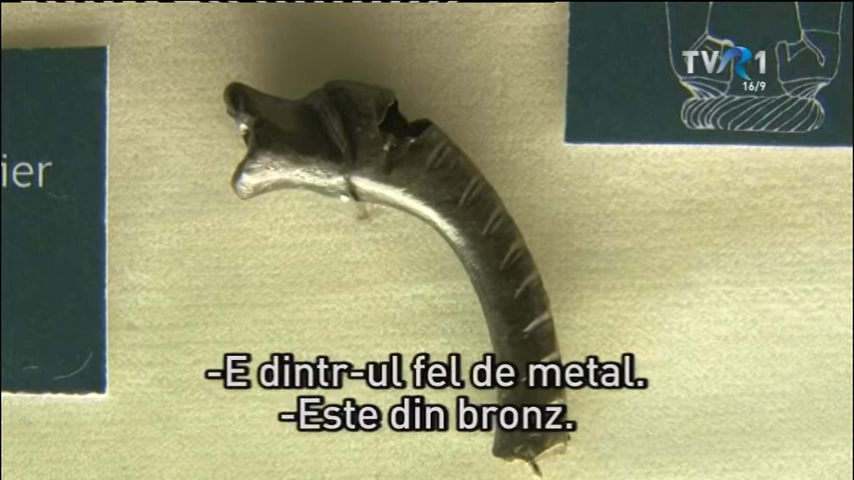 TVR1
16/9
ier
-E dintr-ul fel de metal.
-Este din bronz.